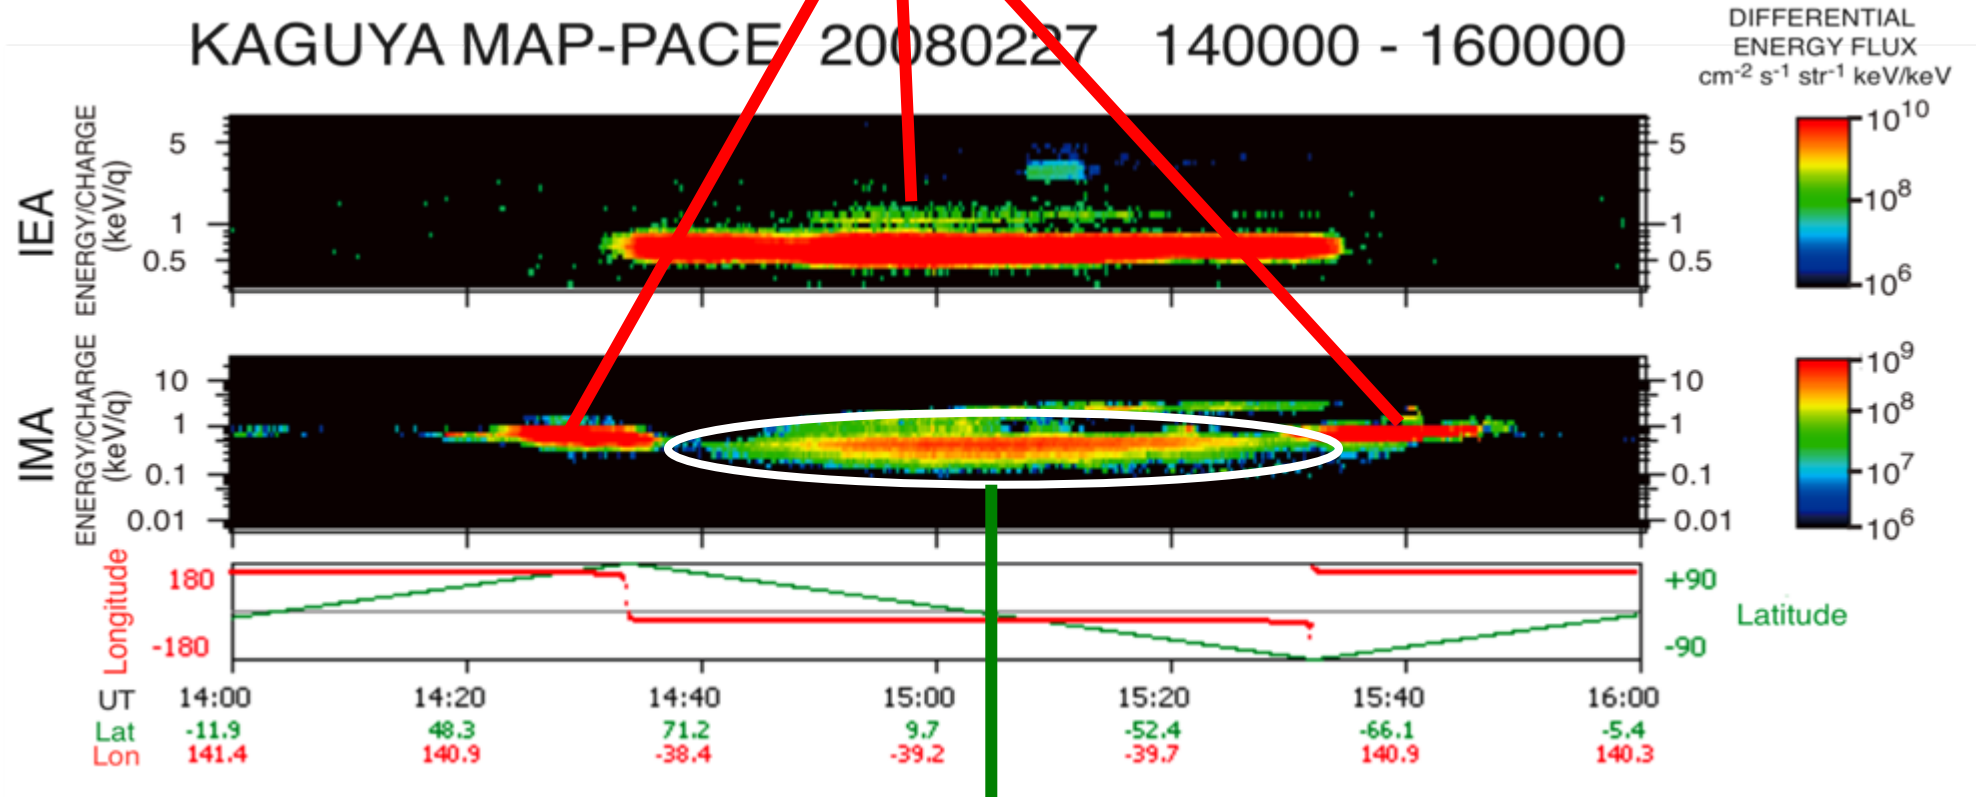 KAGUYA MAP-PACE 20080227 140000 - 160000
DIFFERENTIAL
ENERGY FLUX
cm-2 s-1 str-1 keV/keV
IEA
ENERGY/CHARGE
(keV/q)
5
1
0.5
5
1
0.5
10^10
10^8
10^6
IMA
ENERGY/CHARGE
(keV/q)
10
1
0.1
0.01
10
1
0.1
0.01
10^9
10^8
10^7
10^6
Longitude
180
-180
+90
-90
Latitude
UT 14:00 14:20 14:40 15:00 15:20 15:40 16:00
Lat -11.9 48.3 71.2 9.7 -52.4 -66.1 -5.4
Lon 141.4 140.9 -38.4 -39.2 -39.7 140.9 140.3